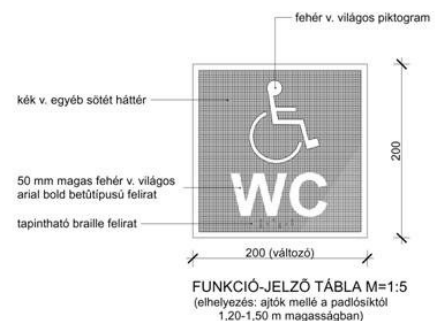 fehér v. világos piktogram
kék v. egyéb sötét háttér
50 mm magas fehér v. világos
arial bold betűtípusú felirat
tapintható braille felirat
WC
200
200 (változó)
FUNKCIÓ-JELZŐ TÁBLA M=1:5
(elhelyezés: ajtók mellé a padlósíktól
1,20-1,50 m magasságban)